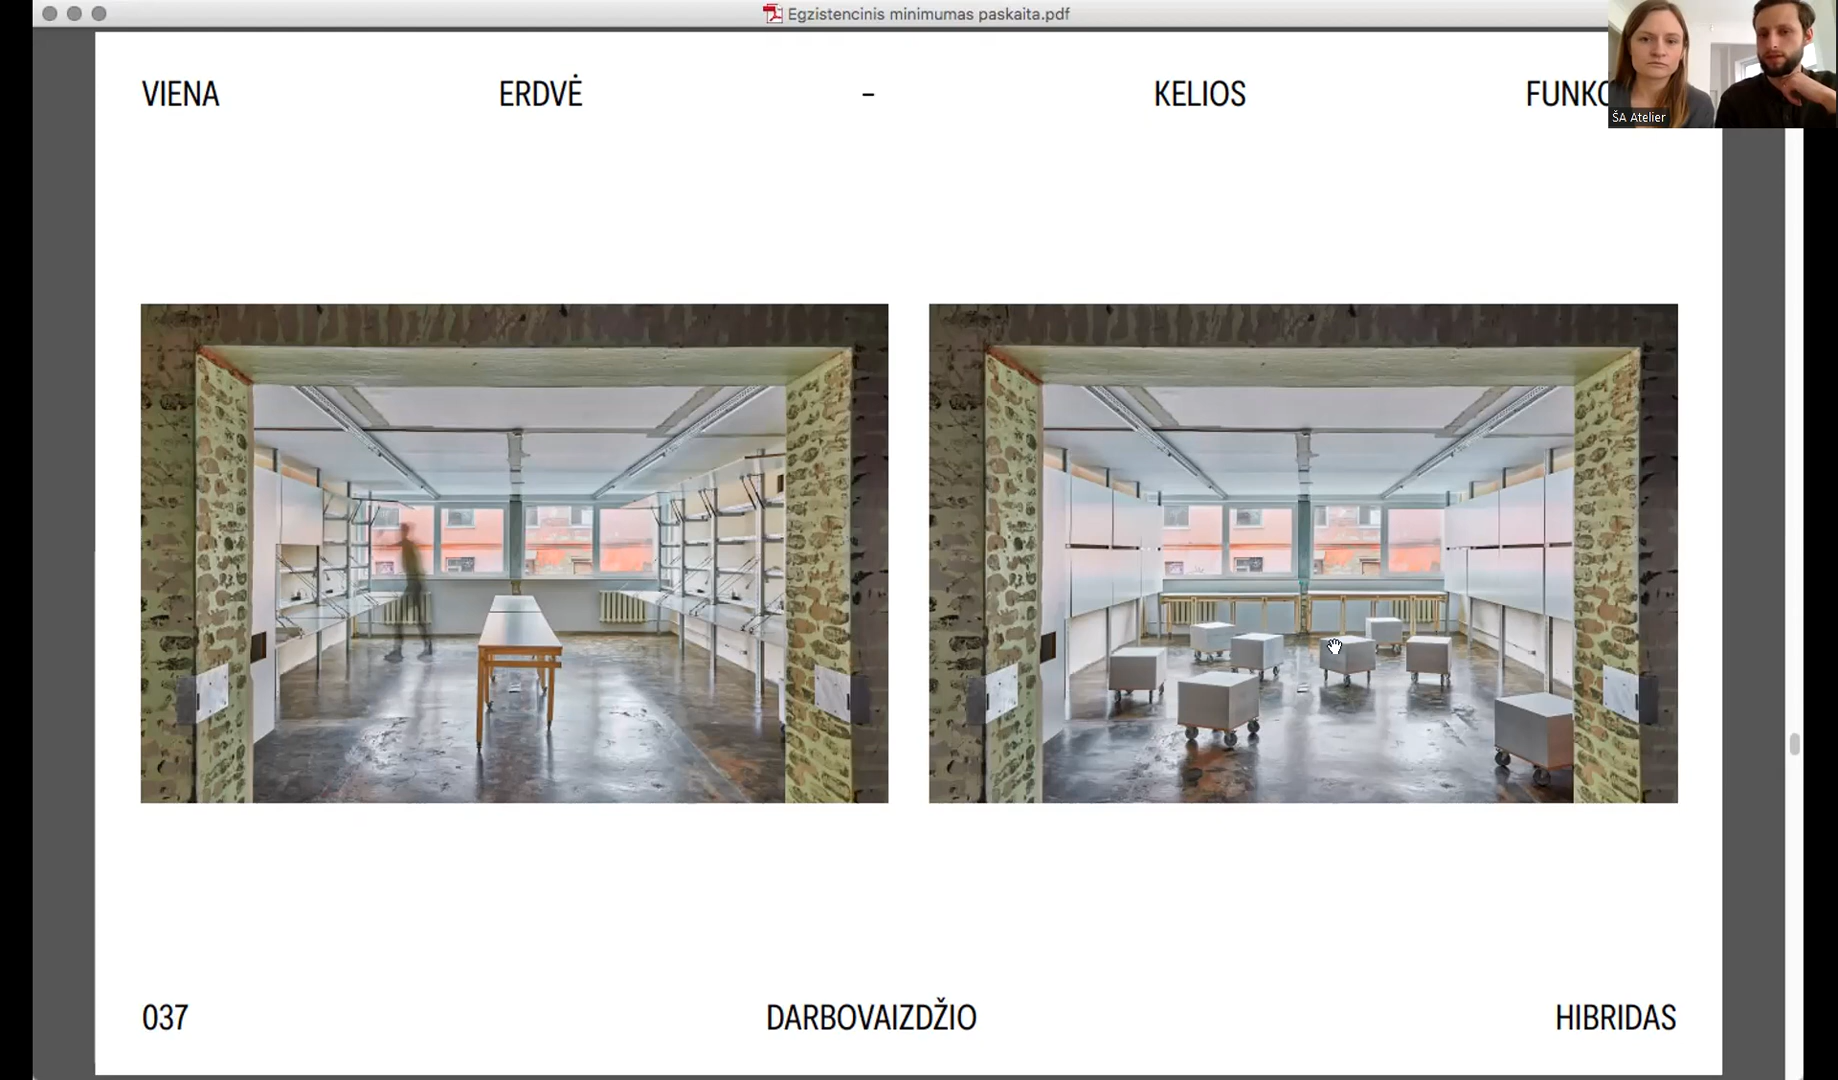 Egzistencinis minimumas paskaita.pdf
VIENA ERDVĖ – KELIOS
ŠA Atelier
037 DARBOVAIZDŽIO HIBRIDAS